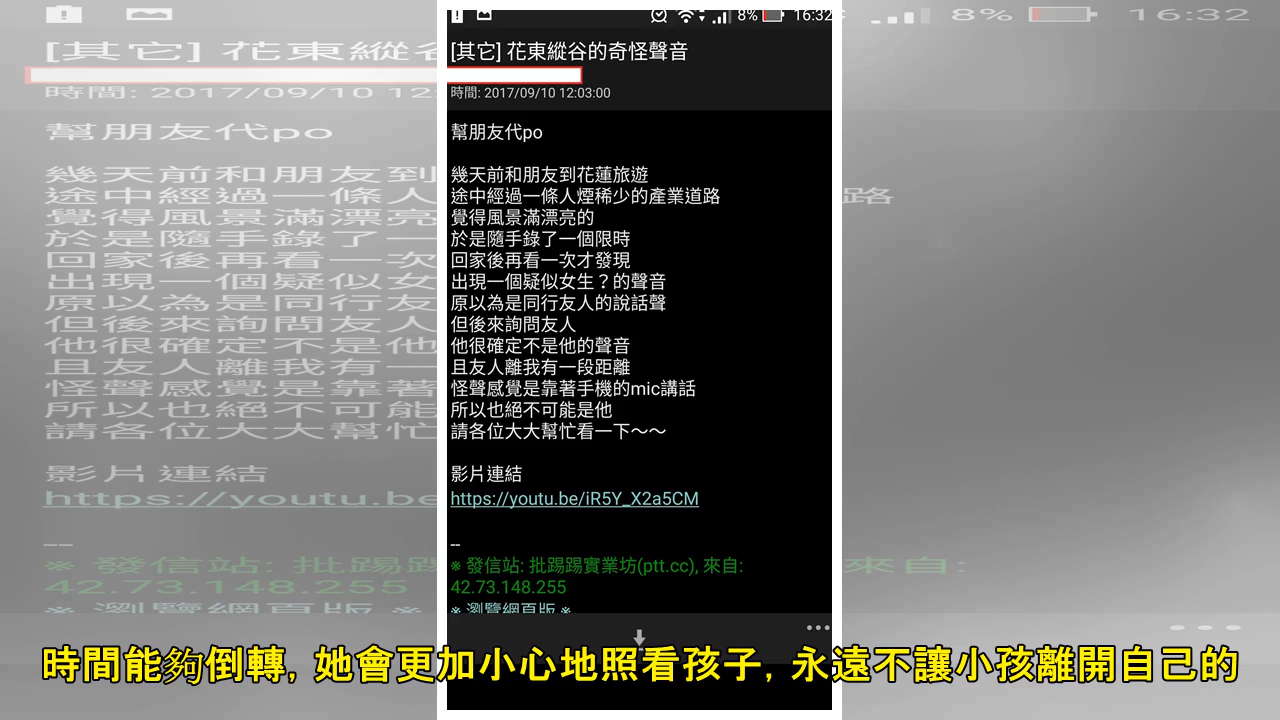 8% 16:32
[其它] 花東縱谷的奇怪聲音
時間: 2017/09/10 12:03:00
幫朋友代po
幾天前和朋友到花蓮旅遊
途中經過一條人煙稀少的產業道路
覺得風景滿漂亮的
於是隨手錄了一個限時
回家後再看一次才發現
出現一個疑似女生？的聲音
原以為是同行友人的說話聲
但後來詢問友人
他很確定不是他的聲音
且友人離我有一段距離
怪聲感覺是靠著手機的mic講話
所以也絕不可能是他
請各位大大幫忙看一下～～
影片連結
https://youtu.be/iR5Y_X2a5CM
--
※ 發信站: 批踢踢實業坊(ptt.cc), 來自:
42.73.148.255
※ 瀏覽網頁版 ※
時間能夠倒轉, 她會更加小心地照看孩子, 永遠不讓小孩離開自己的